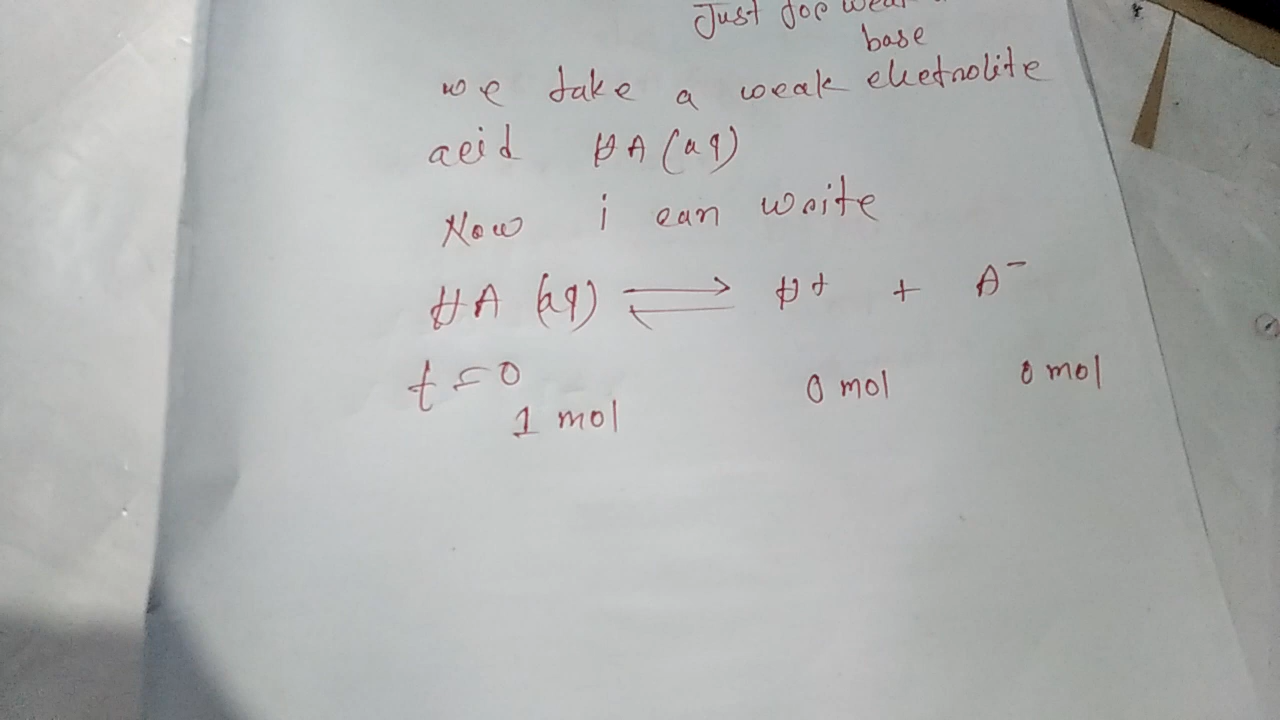 Just for
base
we take a weak eletnolite
acid HA (aq)
Now i can write
HA (aq) ⇌ H+ + A-
t = 0 0 mol 0 mol
1 mol